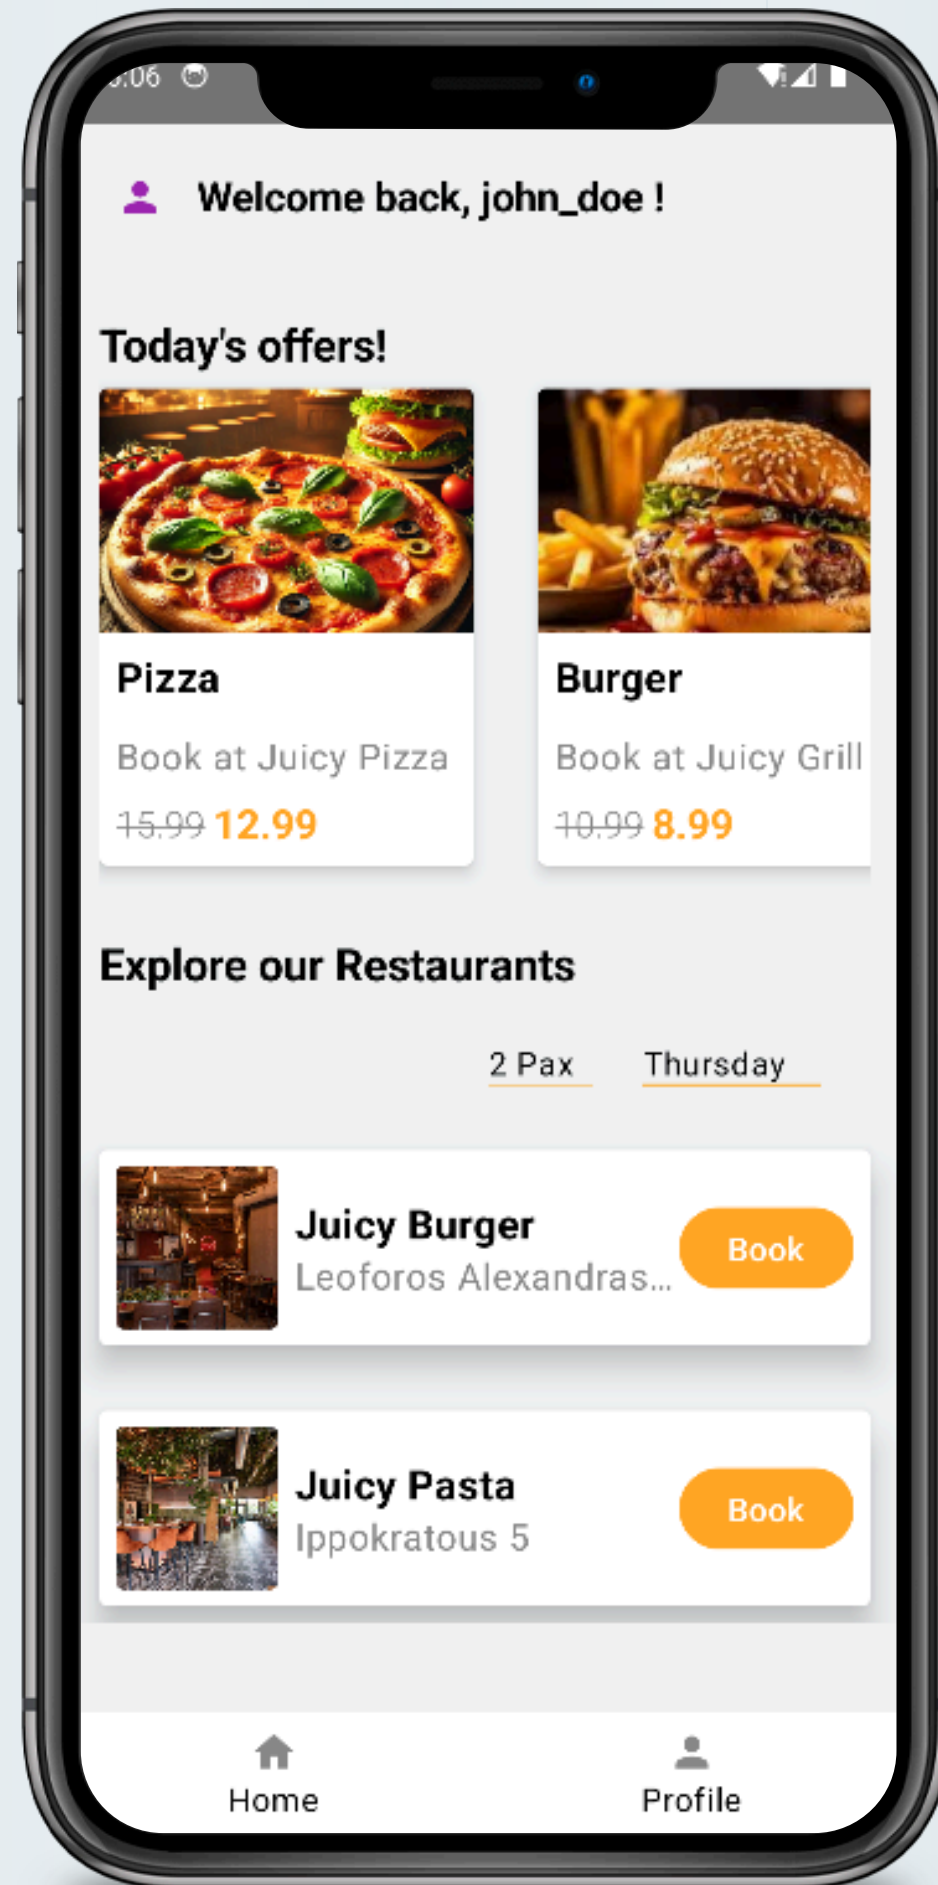 :06
Welcome back, john_doe !
Today's offers!
Pizza
Book at Juicy Pizza
15.99 12.99
Burger
Book at Juicy Grill
10.99 8.99
Explore our Restaurants
2 Pax
Thursday
Juicy Burger
Leoforos Alexandras...
Book
Juicy Pasta
Ippokratous 5
Book
Home
Profile